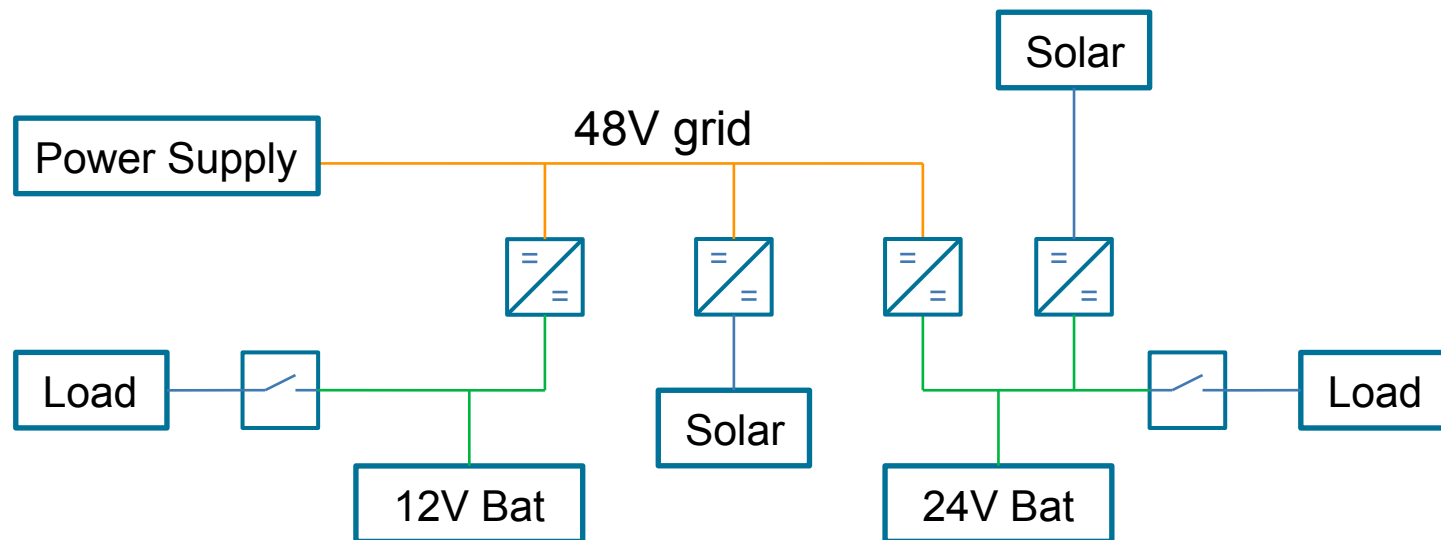 Solar
48V grid
Power Supply
=
=
=
=
=
=
=
=
Load
Load
Solar
12V Bat
24V Bat